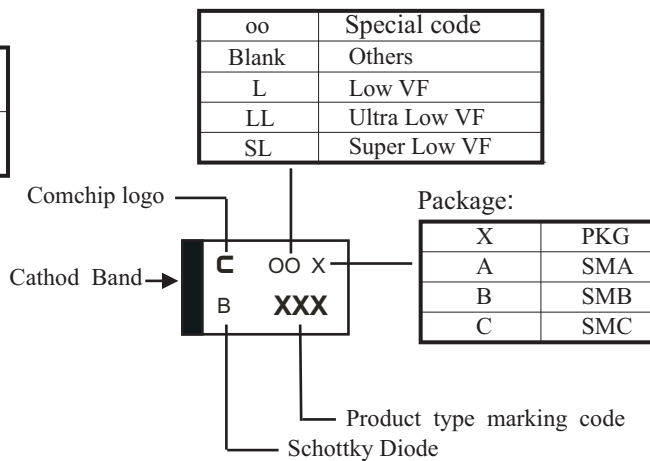 oo Special code
Blank Others
L Low VF
LL Ultra Low VF
SL Super Low VF
Comchip logo
Package:
X PKG
A SMA
B SMB
C SMC
Cathod Band
C OO X
B XXX
Product type marking code
Schottky Diode